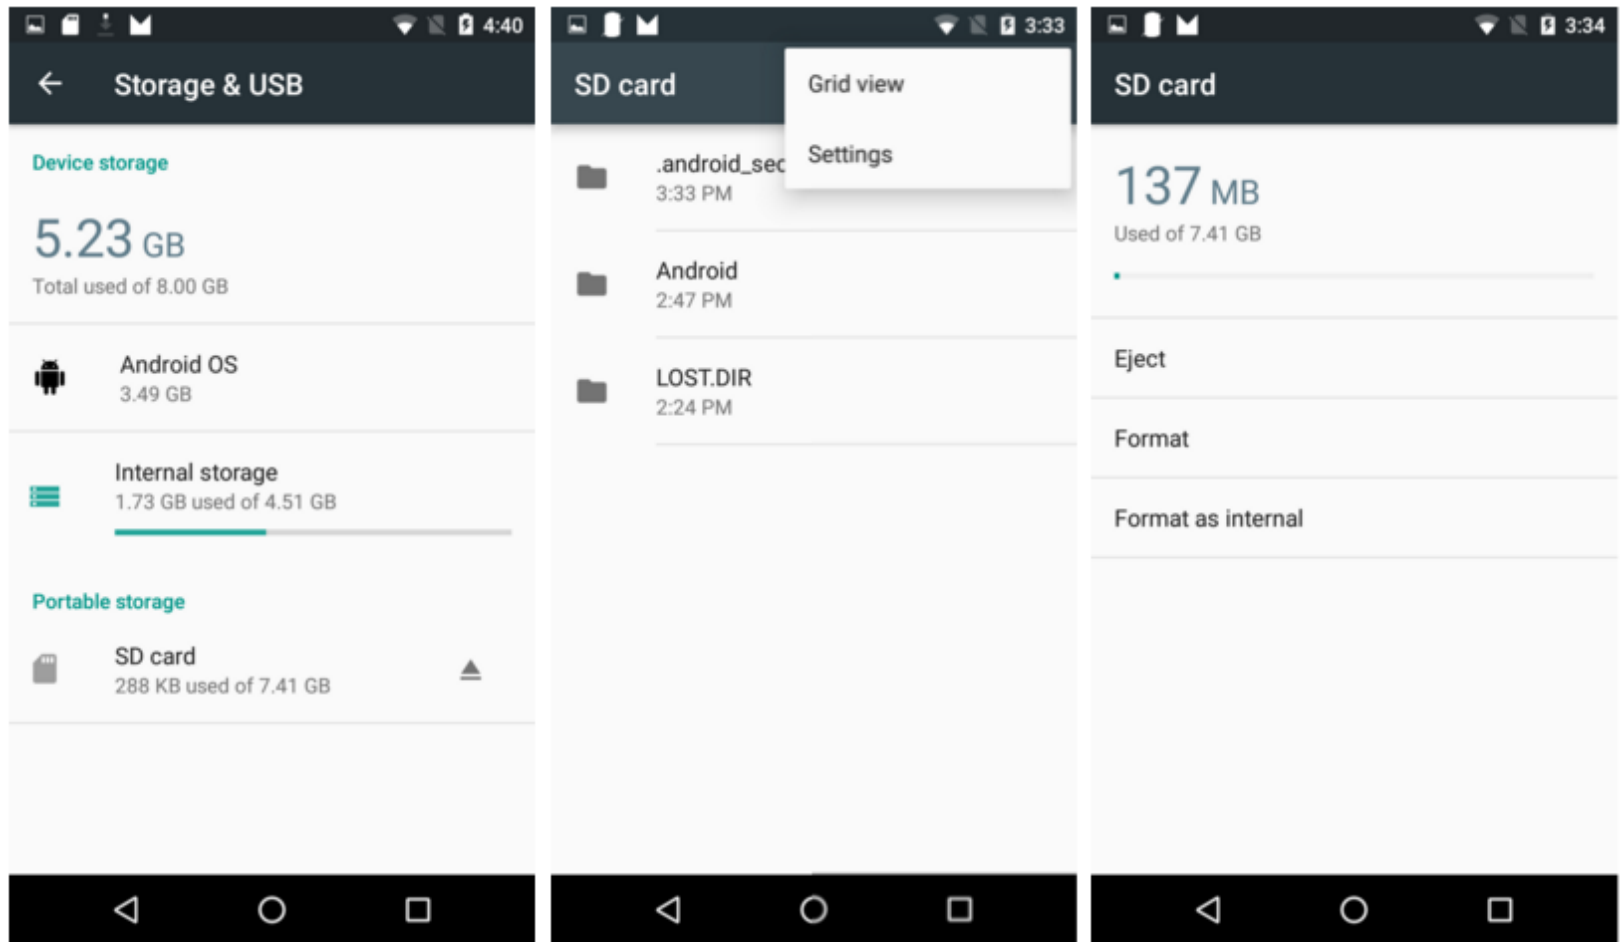 4:40
Storage & USB
Device storage
5.23 GB
Total used of 8.00 GB
Android OS
3.49 GB
Internal storage
1.73 GB used of 4.51 GB
Portable storage
SD card
288 KB used of 7.41 GB
3:33
SD card
Grid view
Settings
.android_sec
3:33 PM
Android
2:47 PM
LOST.DIR
2:24 PM
3:34
SD card
137 MB
Used of 7.41 GB
Eject
Format
Format as internal